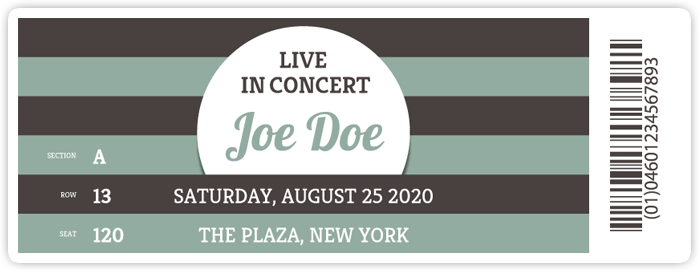 LIVE
IN CONCERT
Joe Doe
SECTION A
ROW 13
SATURDAY, AUGUST 25 2020
SEAT 120
THE PLAZA, NEW YORK
(01)04601234567893